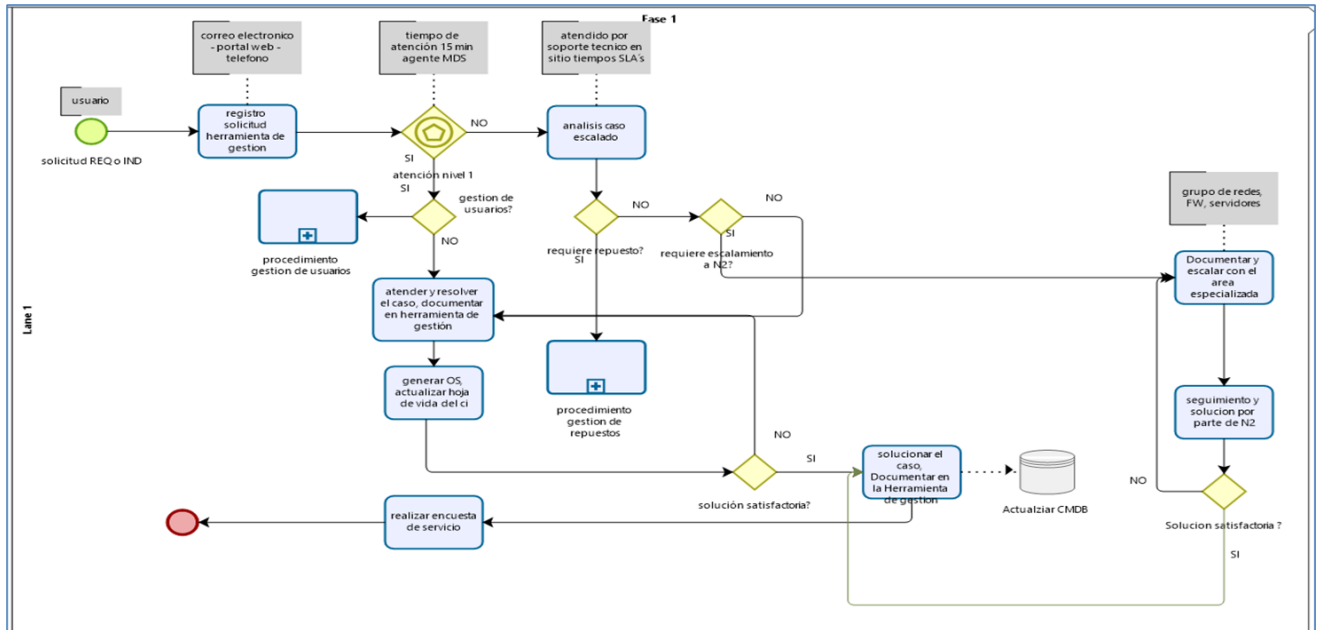 Fase 1
Lane 1
usuario
solicitud REQ o IND
correo electronico
- portal web -
telefono
registro
solicitud
herramienta de
gestion
tiempo de
atención 15 min
agente MDS
NO
SI
atención nivel 1
atendido por
soporte tecnico en
sitio tiempos SLA's
analisis caso
escalado
SI
gestion de
usuarios?
NO
procedimiento
gestion de usuarios
requiere repuesto?
NO
SI
requiere escalamiento
a N2?
NO
SI
grupo de redes,
FW, servidores
Documentar y
escalar con el
area
especializada
atender y resolver
el caso, documentar
en herramienta de
gestión
generar OS,
actualizar hoja
de vida del ci
procedimiento
gestion de
repuestos
seguimiento y
solucion por
parte de N2
NO
SI
solución satisfactoria?
solucionar el
caso,
Documentar en
la Herramienta
de gestion
Actualziar CMDB
NO
Solucion satisfactoria ?
SI
realizar encuesta
de servicio